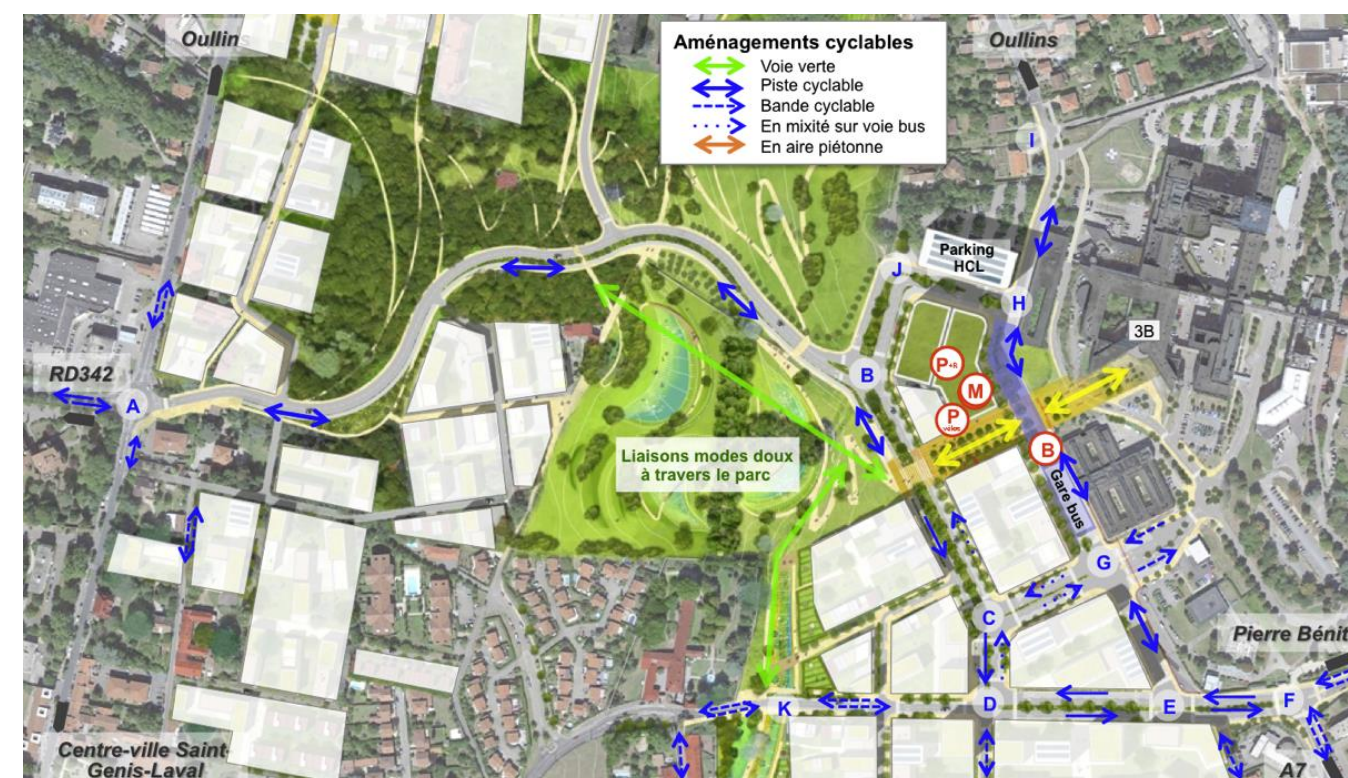 Oullins
Aménagements cyclables
Voie verte
Piste cyclable
Bande cyclable
En mixité sur voie bus
En aire piétonne
Oullins
I
J
Parking
HCL
H
3B
RD342
A
B
P+R
M
P
vélos
B
Liaisons modes doux
à travers le parc
Gare bus
G
C
Pierre Bénit
K
D
E
F
Centre-ville Saint-
Genis-Laval
A7